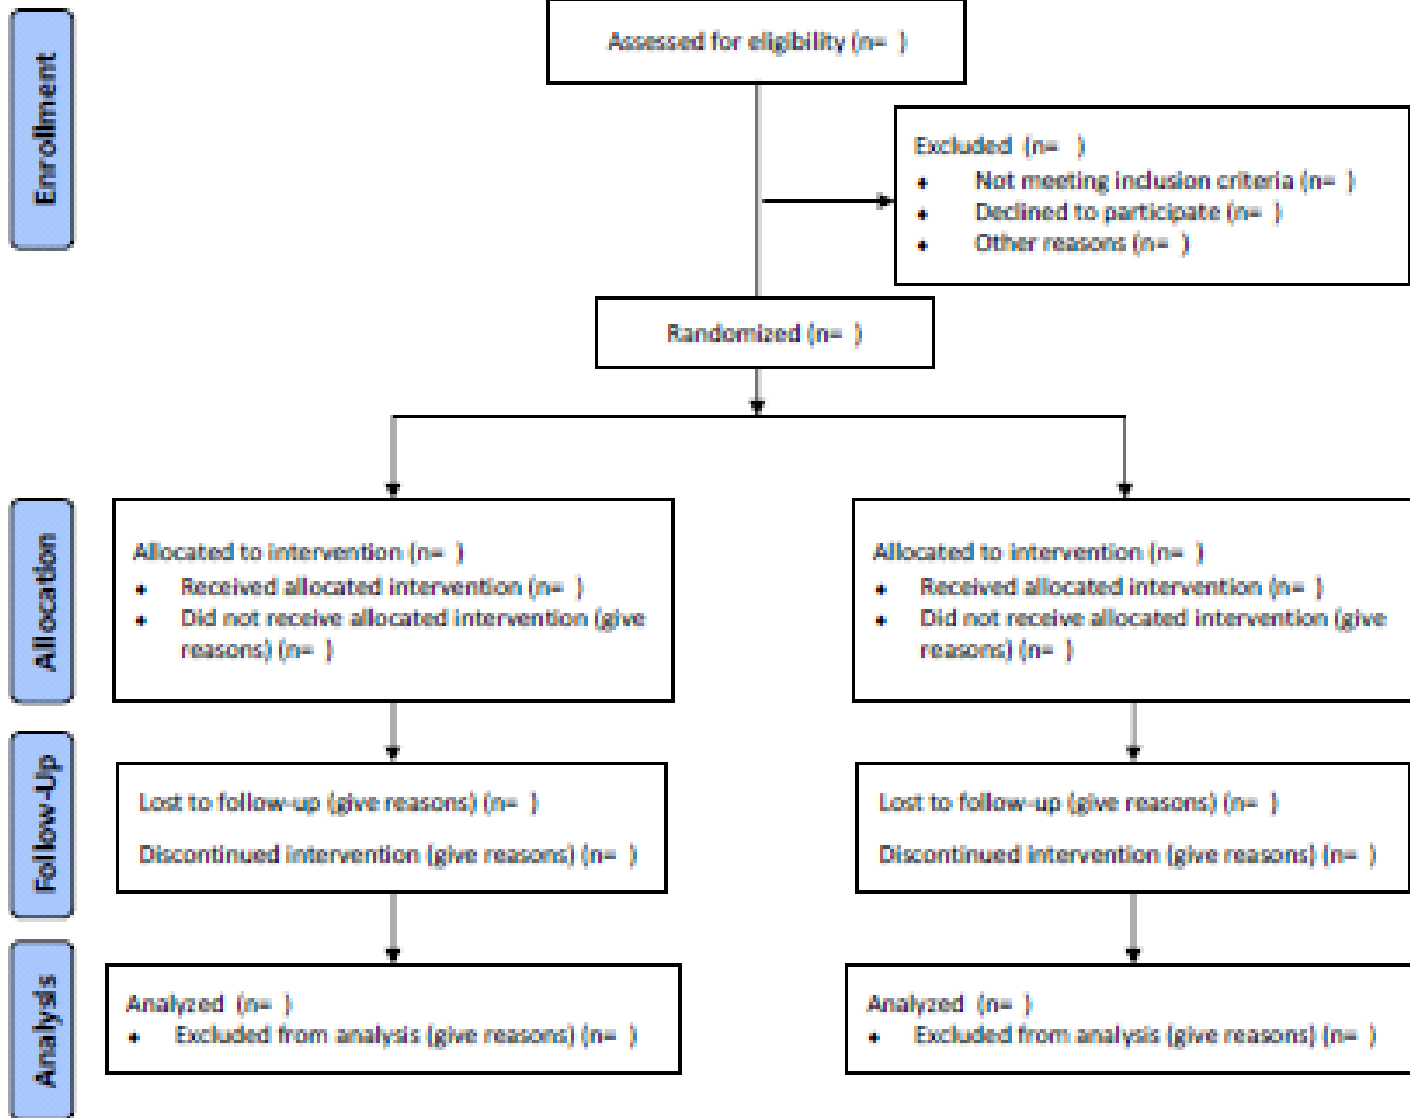 Enrollment
Assessed for eligibility (n=  )
Excluded  (n=   )
♦ Not meeting inclusion criteria (n=  )
♦ Declined to participate (n=  )
♦ Other reasons (n=  )
Randomized (n=  )
Allocation
Allocated to intervention (n=  )
♦ Received allocated intervention (n=  )
♦ Did not receive allocated intervention (give
reasons) (n=  )
Allocated to intervention (n=  )
♦ Received allocated intervention (n=  )
♦ Did not receive allocated intervention (give
reasons) (n=  )
Follow-Up
Lost to follow-up (give reasons) (n=  )
Discontinued intervention (give reasons) (n=  )
Lost to follow-up (give reasons) (n=  )
Discontinued intervention (give reasons) (n=  )
Analysis
Analyzed  (n=  )
♦ Excluded from analysis (give reasons) (n=  )
Analyzed  (n=  )
♦ Excluded from analysis (give reasons) (n=  )